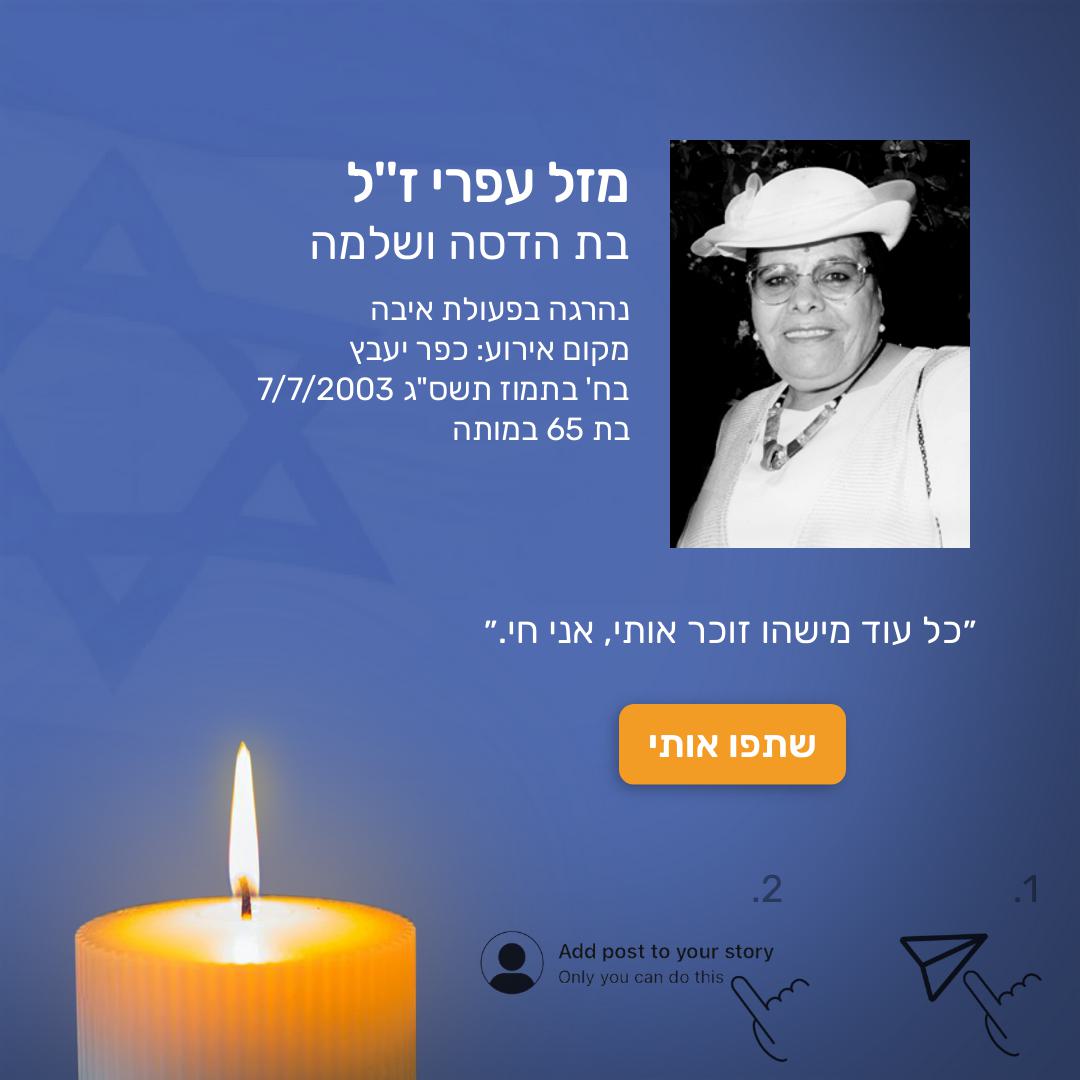 מזל עפרי ז"ל
בת הדסה ושלמה
נהרגה בפעולת איבה
מקום אירוע: כפר יעבץ
בח' בתמוז תשס"ג 7/7/2003
בת 65 במותה
״כל עוד מישהו זוכר אותי, אני חי.״
שתפו אותי
1.
2.
Add post to your story
Only you can do this